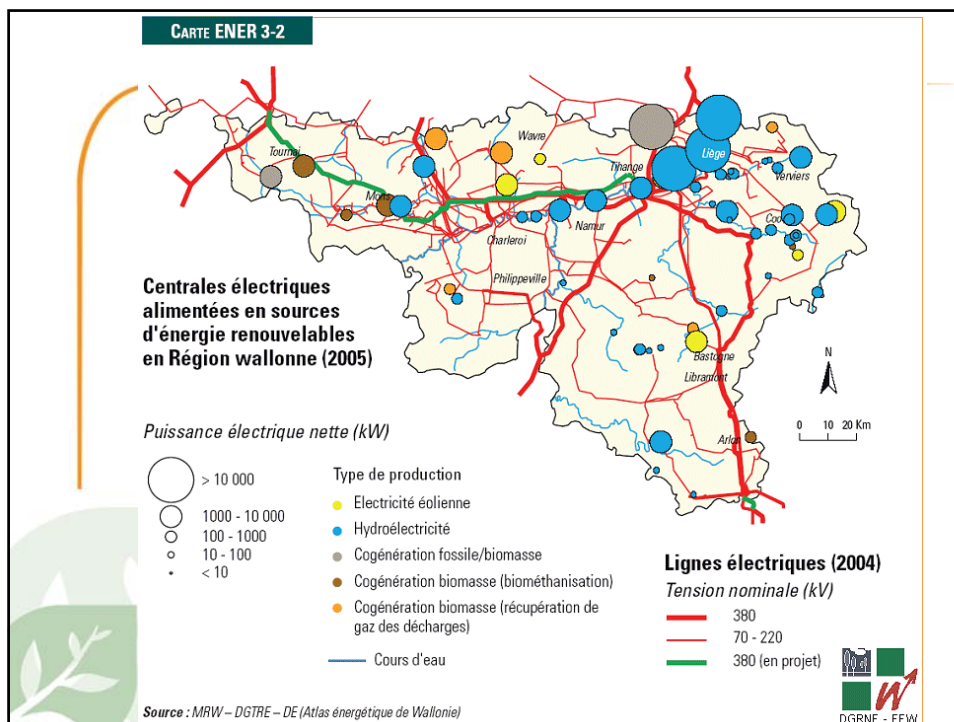 CARTE ENER 3-2
Wavre
Tournai
Liège
Tihange
Verviers
Mons
Coo
Namur
Charleroi
Philippeville
Centrales électriques
alimentées en sources
d'énergie renouvelables
en Région wallonne (2005)
Bastogne
Libramont
N
Arlon
0 10 20 Km
Puissance électrique nette (kW)
> 10 000
1000 - 10 000
100 - 1000
10 - 100
< 10
Type de production
Electricité éolienne
Hydroélectricité
Cogénération fossile/biomasse
Cogénération biomasse (biométhanisation)
Cogénération biomasse (récupération de
gaz des décharges)
Cours d'eau
Lignes électriques (2004)
Tension nominale (kV)
380
70 - 220
380 (en projet)
DGRNE - EEW
Source : MRW – DGTRE – DE (Atlas énergétique de Wallonie)